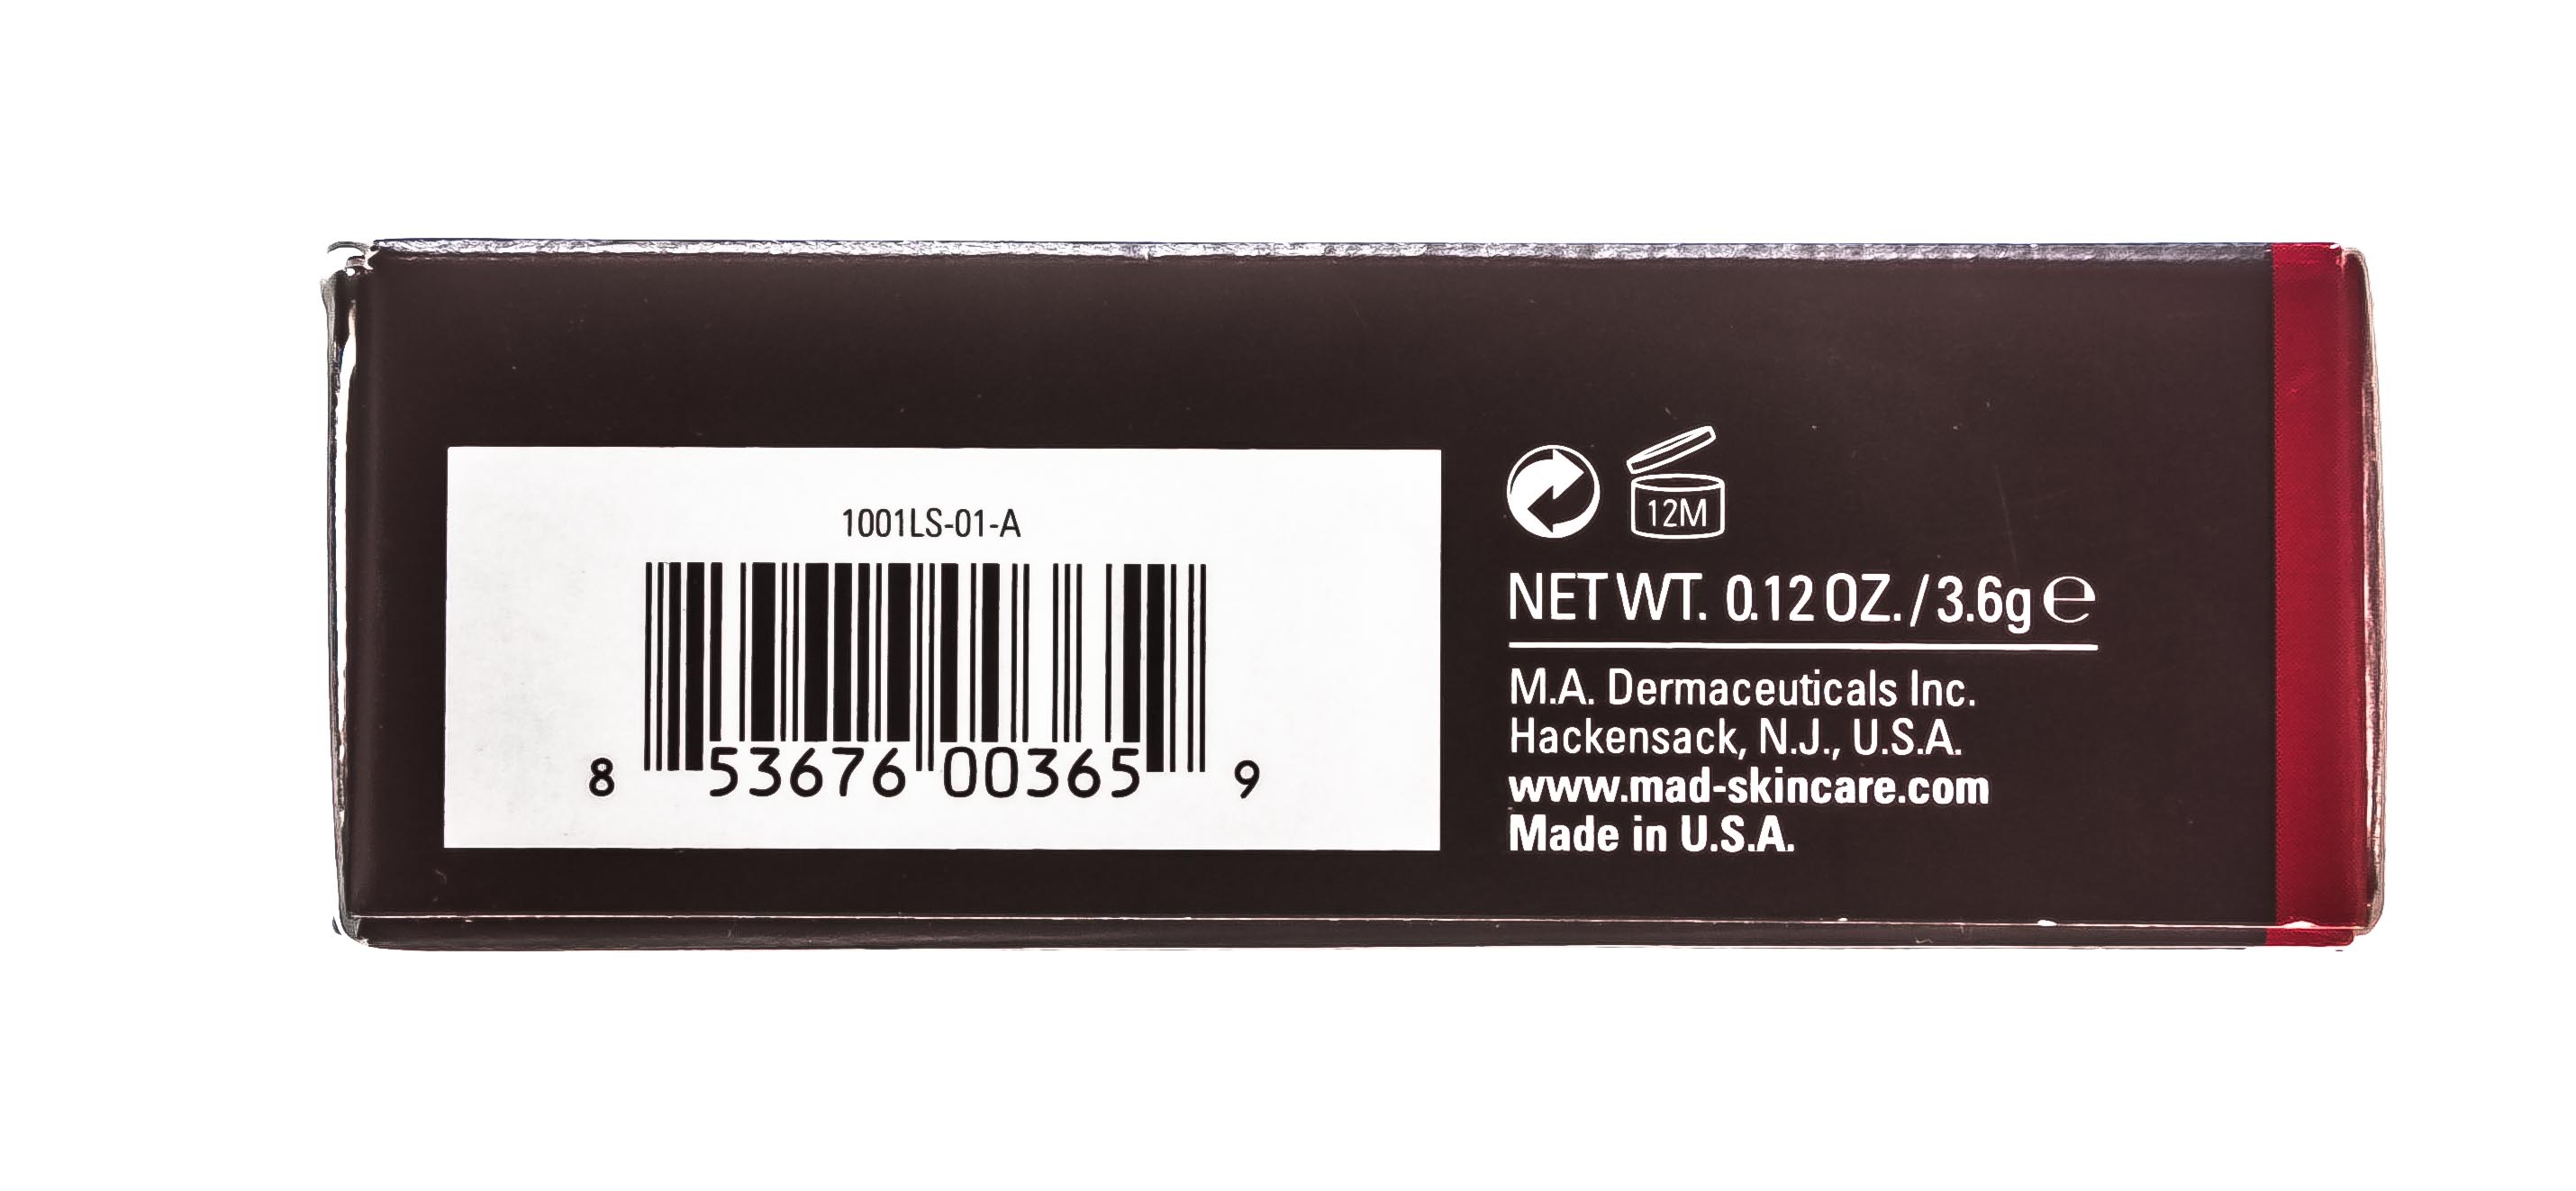 1001LS-01-A
8 53676 00365 9
12M
NET WT. 0.12 OZ. / 3.6g ℮
M.A. Dermaceuticals Inc.
Hackensack, N.J., U.S.A.
www.mad-skincare.com
Made in U.S.A.